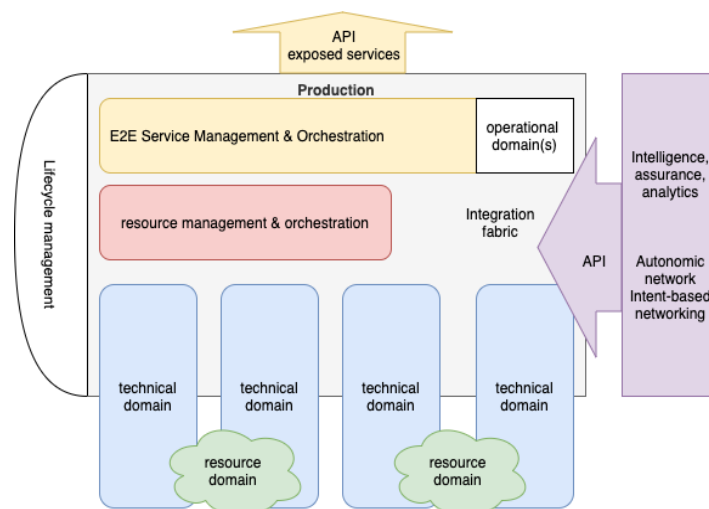 API
exposed services
Production
E2E Service Management & Orchestration
operational
domain(s)
Lifecycle management
resource management & orchestration
Integration
fabric
API
Intelligence,
assurance,
analytics
Autonomic
network
Intent-based
networking
technical
domain
technical
domain
technical
domain
technical
domain
resource
domain
resource
domain